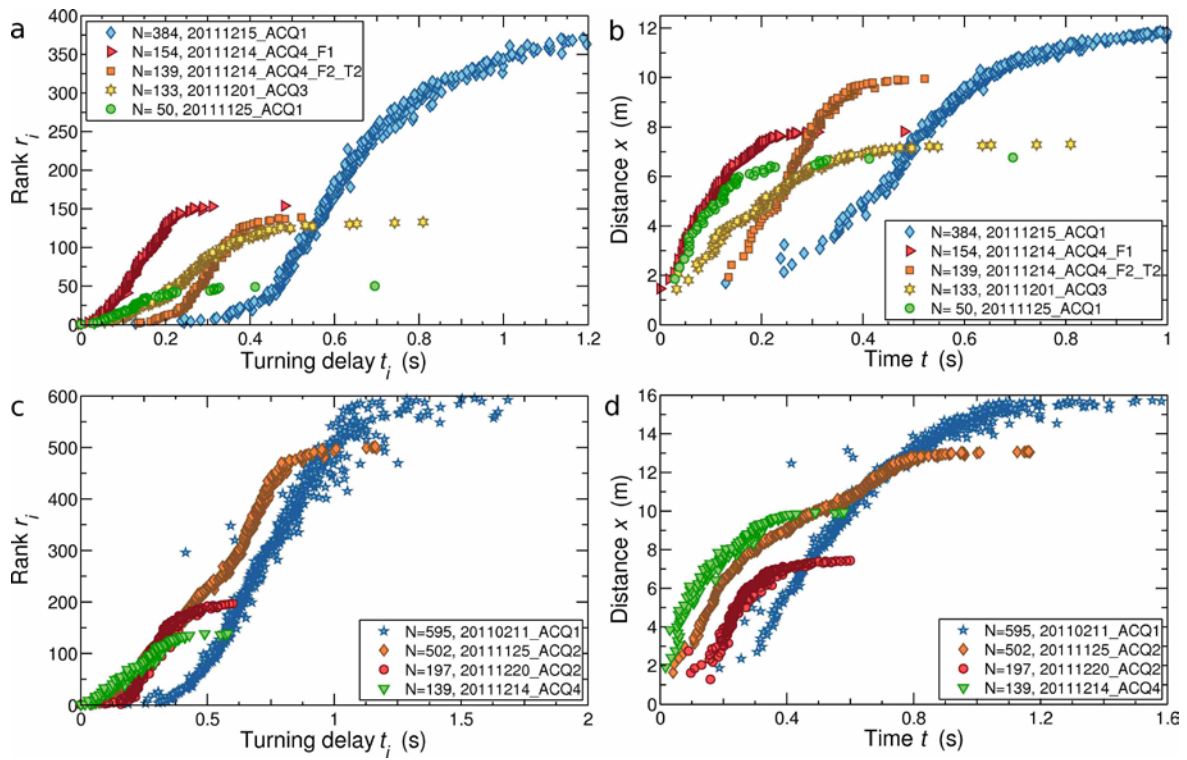 a
400
350
300
250
200
150
100
50
0
Rank r_i
N=384, 20111215_ACQ1
N=154, 20111214_ACQ4_F1
N=139, 20111214_ACQ4_F2_T2
N=133, 20111201_ACQ3
N= 50, 20111125_ACQ1
0 0.2 0.4 0.6 0.8 1.0 1.2
Turning delay t_i (s)
b
12
10
8
6
4
2
0
Distance x (m)
N=384, 20111215_ACQ1
N=154, 20111214_ACQ4_F1
N=139, 20111214_ACQ4_F2_T2
N=133, 20111201_ACQ3
N= 50, 20111125_ACQ1
0 0.2 0.4 0.6 0.8 1
Time t (s)
c
600
500
400
300
200
100
0
Rank r_i
N=595, 20110211_ACQ1
N=502, 20111125_ACQ2
N=197, 20111220_ACQ2
N=139, 20111214_ACQ4
0 0.5 1 1.5 2
Turning delay t_i (s)
d
16
14
12
10
8
6
4
2
0
Distance x (m)
N=595, 20110211_ACQ1
N=502, 20111125_ACQ2
N=197, 20111220_ACQ2
N=139, 20111214_ACQ4
0 0.4 0.8 1.2 1.6
Time t (s)